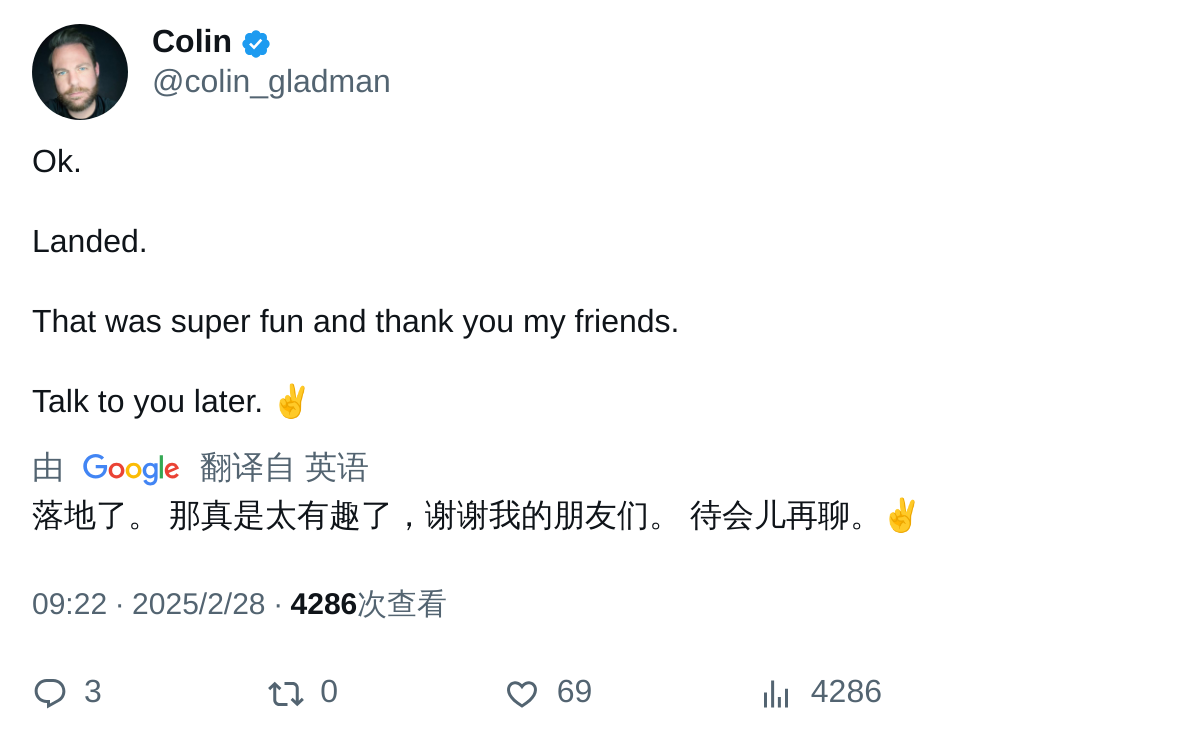 Colin
@colin_gladman
Ok.
Landed.
That was super fun and thank you my friends.
Talk to you later. ✌️
由 Google 翻译自 英语
落地了。 那真是太有趣了，谢谢我的朋友们。 待会儿再聊。✌️
09:22 · 2025/2/28 · 4286次查看
3 0 69 4286